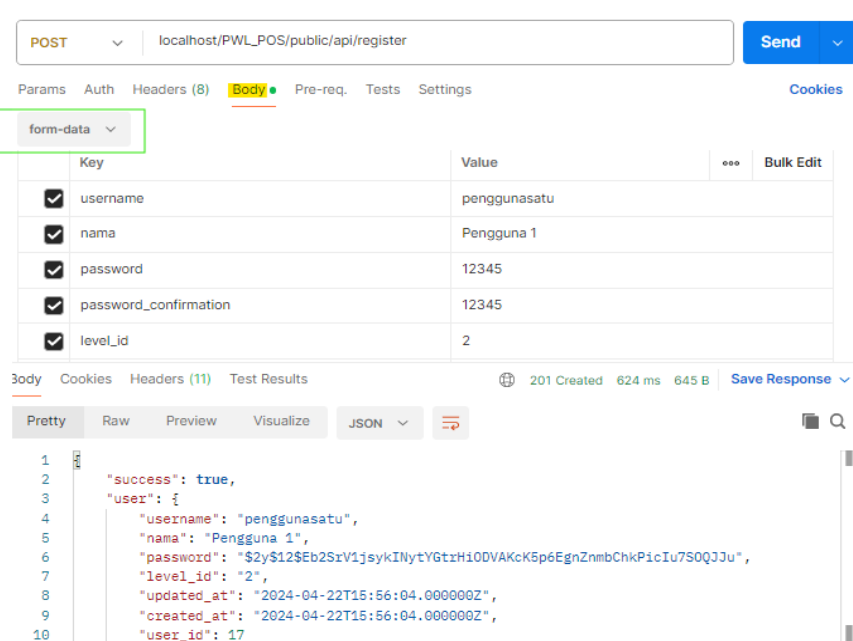 POST localhost/PWL_POS/public/api/register Send
Params Auth Headers (8) Body Pre-req. Tests Settings Cookies
form-data
Key Value ooo Bulk Edit
username penggunasatu
nama Pengguna 1
password 12345
password_confirmation 12345
level_id 2
Body Cookies Headers (11) Test Results 201 Created 624 ms 645 B Save Response
Pretty Raw Preview Visualize JSON
1 {
2 "success": true,
3 "user": {
4 "username": "penggunasatu",
5 "nama": "Pengguna 1",
6 "password": "$2y$12$Eb2SrV1jsykINytYGtrHiODVAKcK5p6EgnZnmbChkPicIu7SOQJJu",
7 "level_id": "2",
8 "updated_at": "2024-04-22T15:56:04.000000Z",
9 "created_at": "2024-04-22T15:56:04.000000Z",
10 "user_id": 17